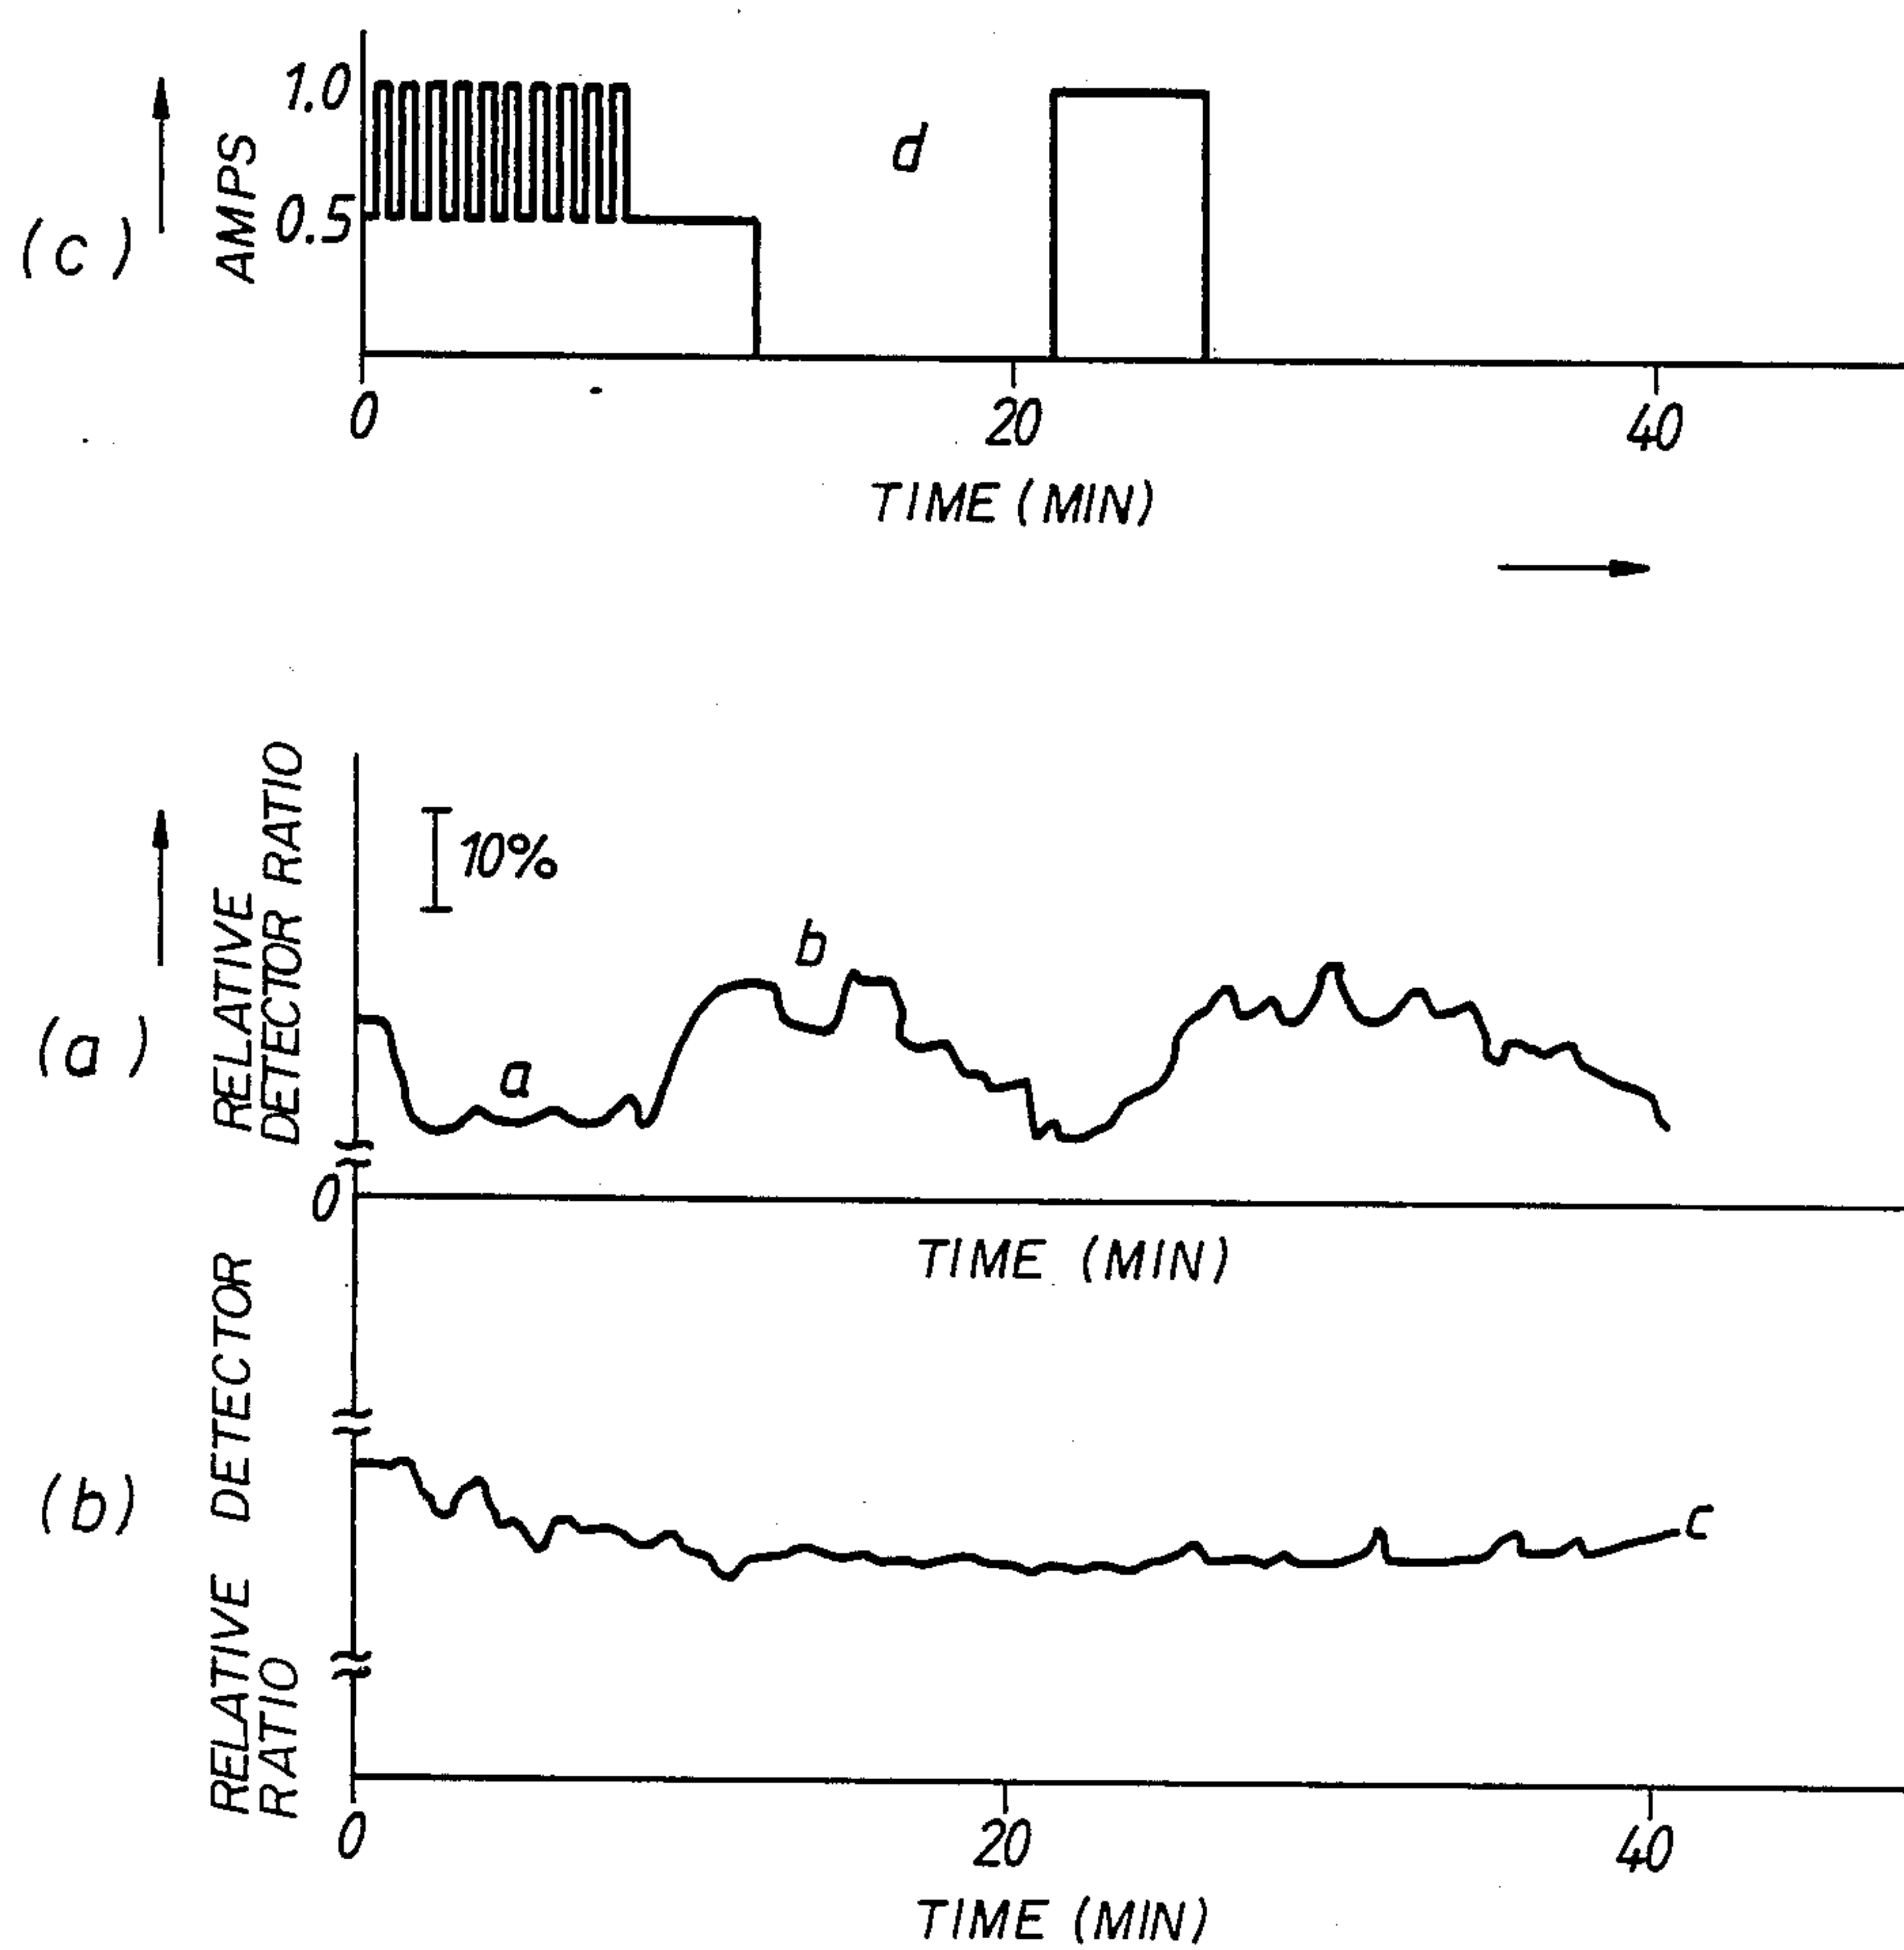 (c)
AMPS
1.0
0.5
d
0
20
40
TIME (MIN)
(a)
RELATIVE
DETECTOR RATIO
10%
a
b
0
TIME (MIN)
(b)
RELATIVE DETECTOR
RATIO
c
0
20
40
TIME (MIN)